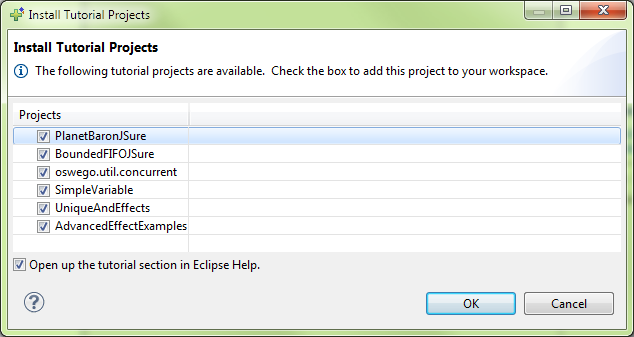 Install Tutorial Projects
Install Tutorial Projects
The following tutorial projects are available.  Check the box to add this project to your workspace.
Projects
PlanetBaronJSure
BoundedFIFOJSure
oswego.util.concurrent
SimpleVariable
UniqueAndEffects
AdvancedEffectExamples
Open up the tutorial section in Eclipse Help.
OK
Cancel